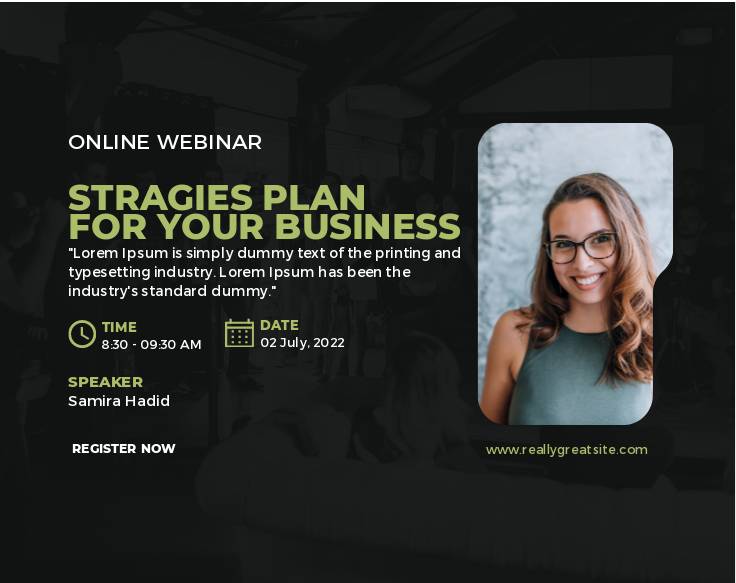 ONLINE WEBINAR
STRAGIES PLAN
FOR YOUR BUSINESS
"Lorem Ipsum is simply dummy text of the printing and
typesetting industry. Lorem Ipsum has been the
industry's standard dummy."
TIME
8:30 - 09:30 AM
DATE
02 July, 2022
SPEAKER
Samira Hadid
REGISTER NOW
www.reallygreatsite.com